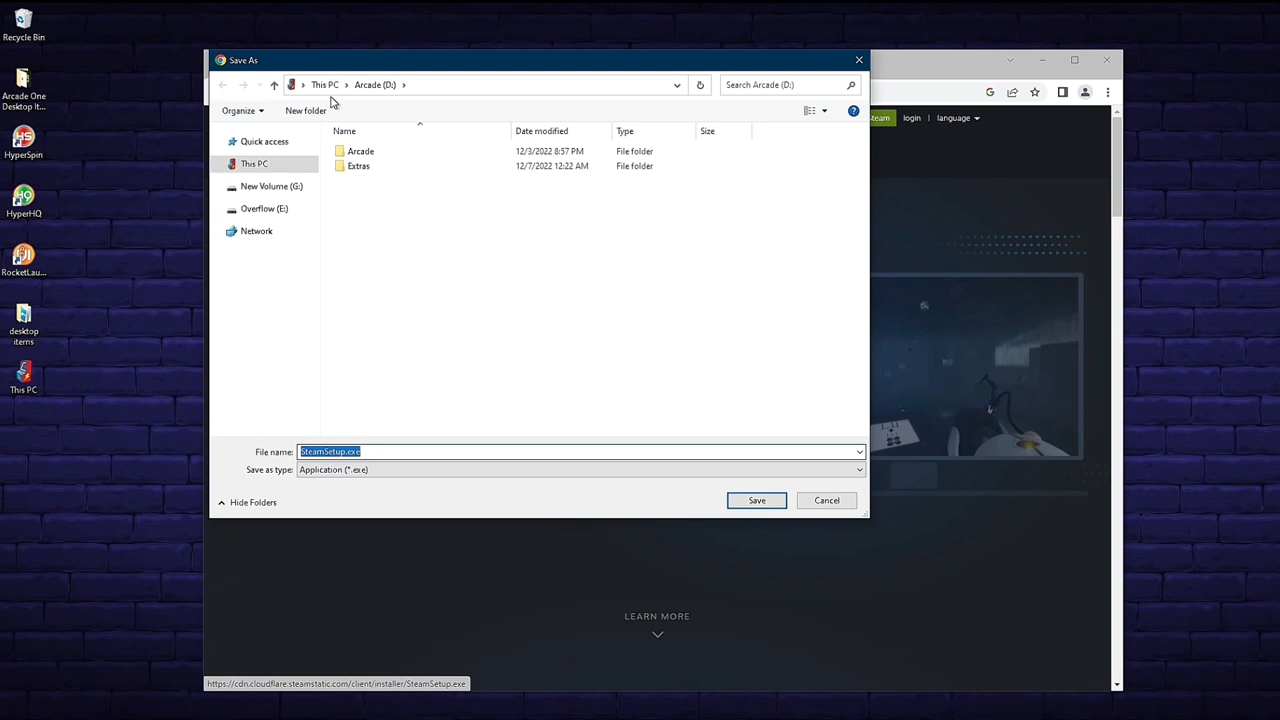 Recycle Bin
Arcade One
Desktop It...
HyperSpin
HyperHQ
RocketLau...
desktop
items
This PC
Save As
This PC
Arcade (D:)
Search Arcade (D:)
Organize
New folder
Name
Date modified
Type
Size
Quick access
This PC
New Volume (G:)
Overflow (E:)
Network
Arcade
12/3/2022 8:57 PM
File folder
Extras
12/7/2022 12:22 AM
File folder
File name:
SteamSetup.exe
Save as type:
Application (*.exe)
Hide Folders
Save
Cancel
Steam
login
language
LEARN MORE
https://cdn.cloudflare.steamstatic.com/client/installer/SteamSetup.exe